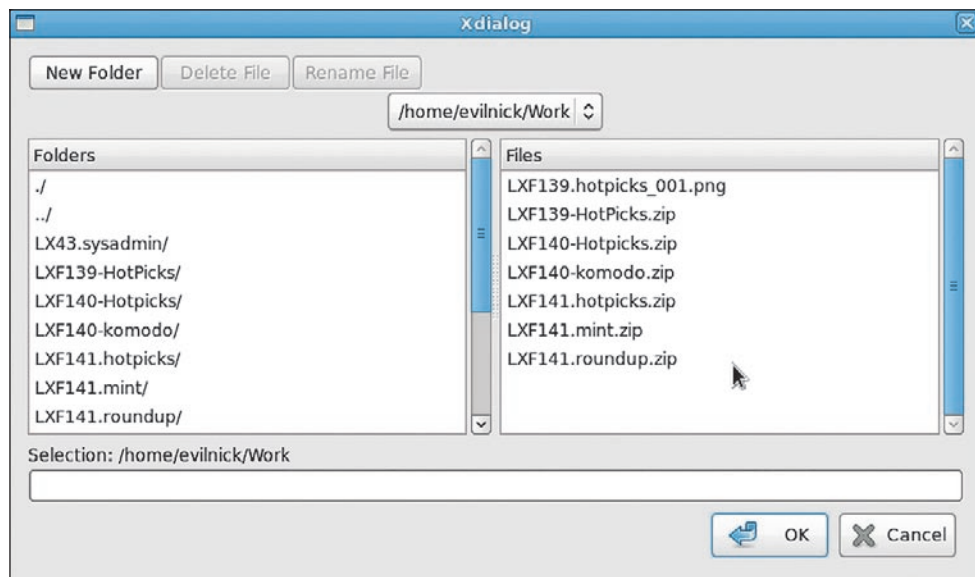 Xdialog
New Folder
Delete File
Rename File
/home/evilnick/Work
Folders
./
../
LX43.sysadmin/
LXF139-HotPicks/
LXF140-Hotpicks/
LXF140-komodo/
LXF141.hotpicks/
LXF141.mint/
LXF141.roundup/
Files
LXF139.hotpicks_001.png
LXF139-HotPicks.zip
LXF140-Hotpicks.zip
LXF140-komodo.zip
LXF141.hotpicks.zip
LXF141.mint.zip
LXF141.roundup.zip
Selection: /home/evilnick/Work
OK
Cancel